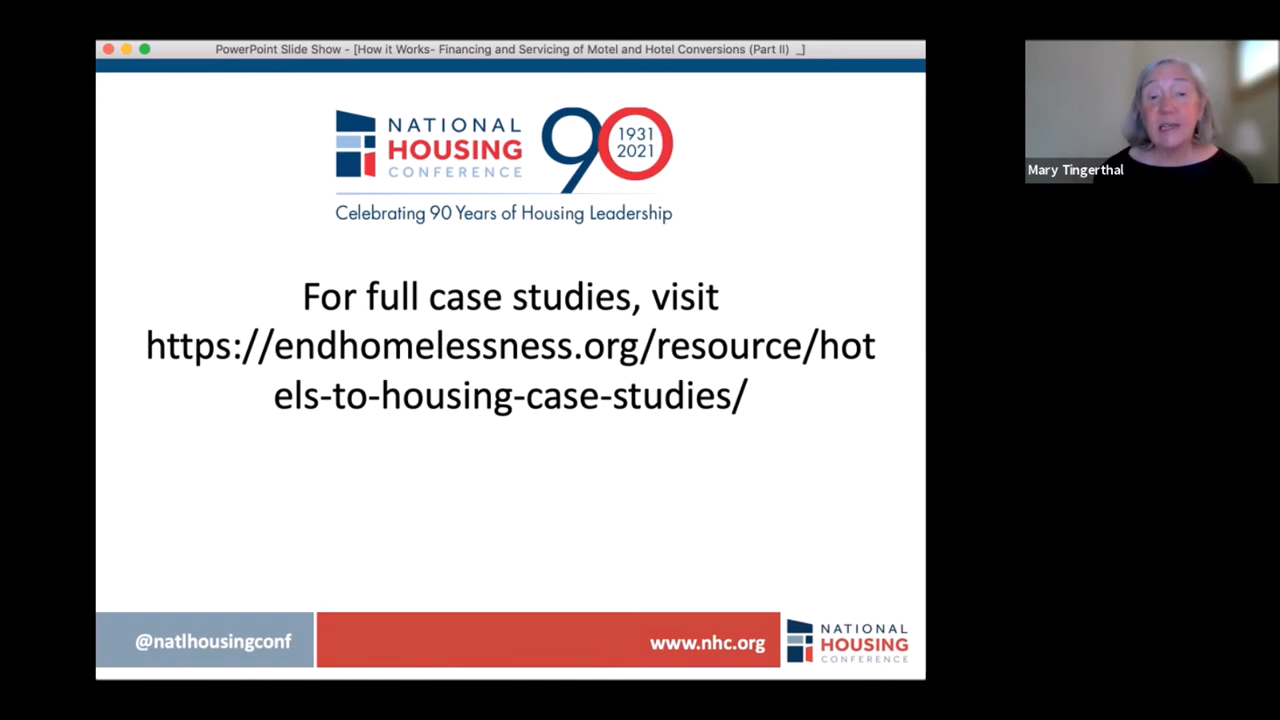 PowerPoint Slide Show - [How it Works- Financing and Servicing of Motel and Hotel Conversions (Part II) _]
NATIONAL
HOUSING
CONFERENCE
90
1931
2021
Celebrating 90 Years of Housing Leadership
Mary Tingerthal
For full case studies, visit
https://endhomelessness.org/resource/hot
els-to-housing-case-studies/
@natlhousingconf
www.nhc.org
NATIONAL
HOUSING
CONFERENCE